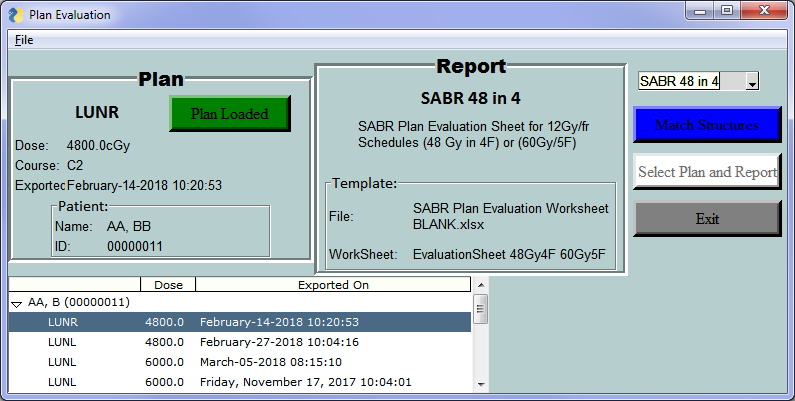 Plan Evaluation
File
Plan
LUNR
Plan Loaded
Dose: 4800.0cGy
Course: C2
Exported February-14-2018 10:20:53
Patient:
Name: AA, BB
ID: 00000011
Report
SABR 48 in 4
SABR Plan Evaluation Sheet for 12Gy/fr
Schedules (48 Gy in 4F) or (60Gy/5F)
Template:
File: SABR Plan Evaluation Worksheet
BLANK.xlsx
WorkSheet: EvaluationSheet 48Gy4F 60Gy5F
SABR 48 in 4
Match Structures
Select Plan and Report
Exit
Dose Exported On
AA, B (00000011)
LUNR 4800.0 February-14-2018 10:20:53
LUNL 4800.0 February-27-2018 10:04:16
LUNL 6000.0 March-05-2018 08:15:10
LUNL 6000.0 Friday, November 17, 2017 10:04:01